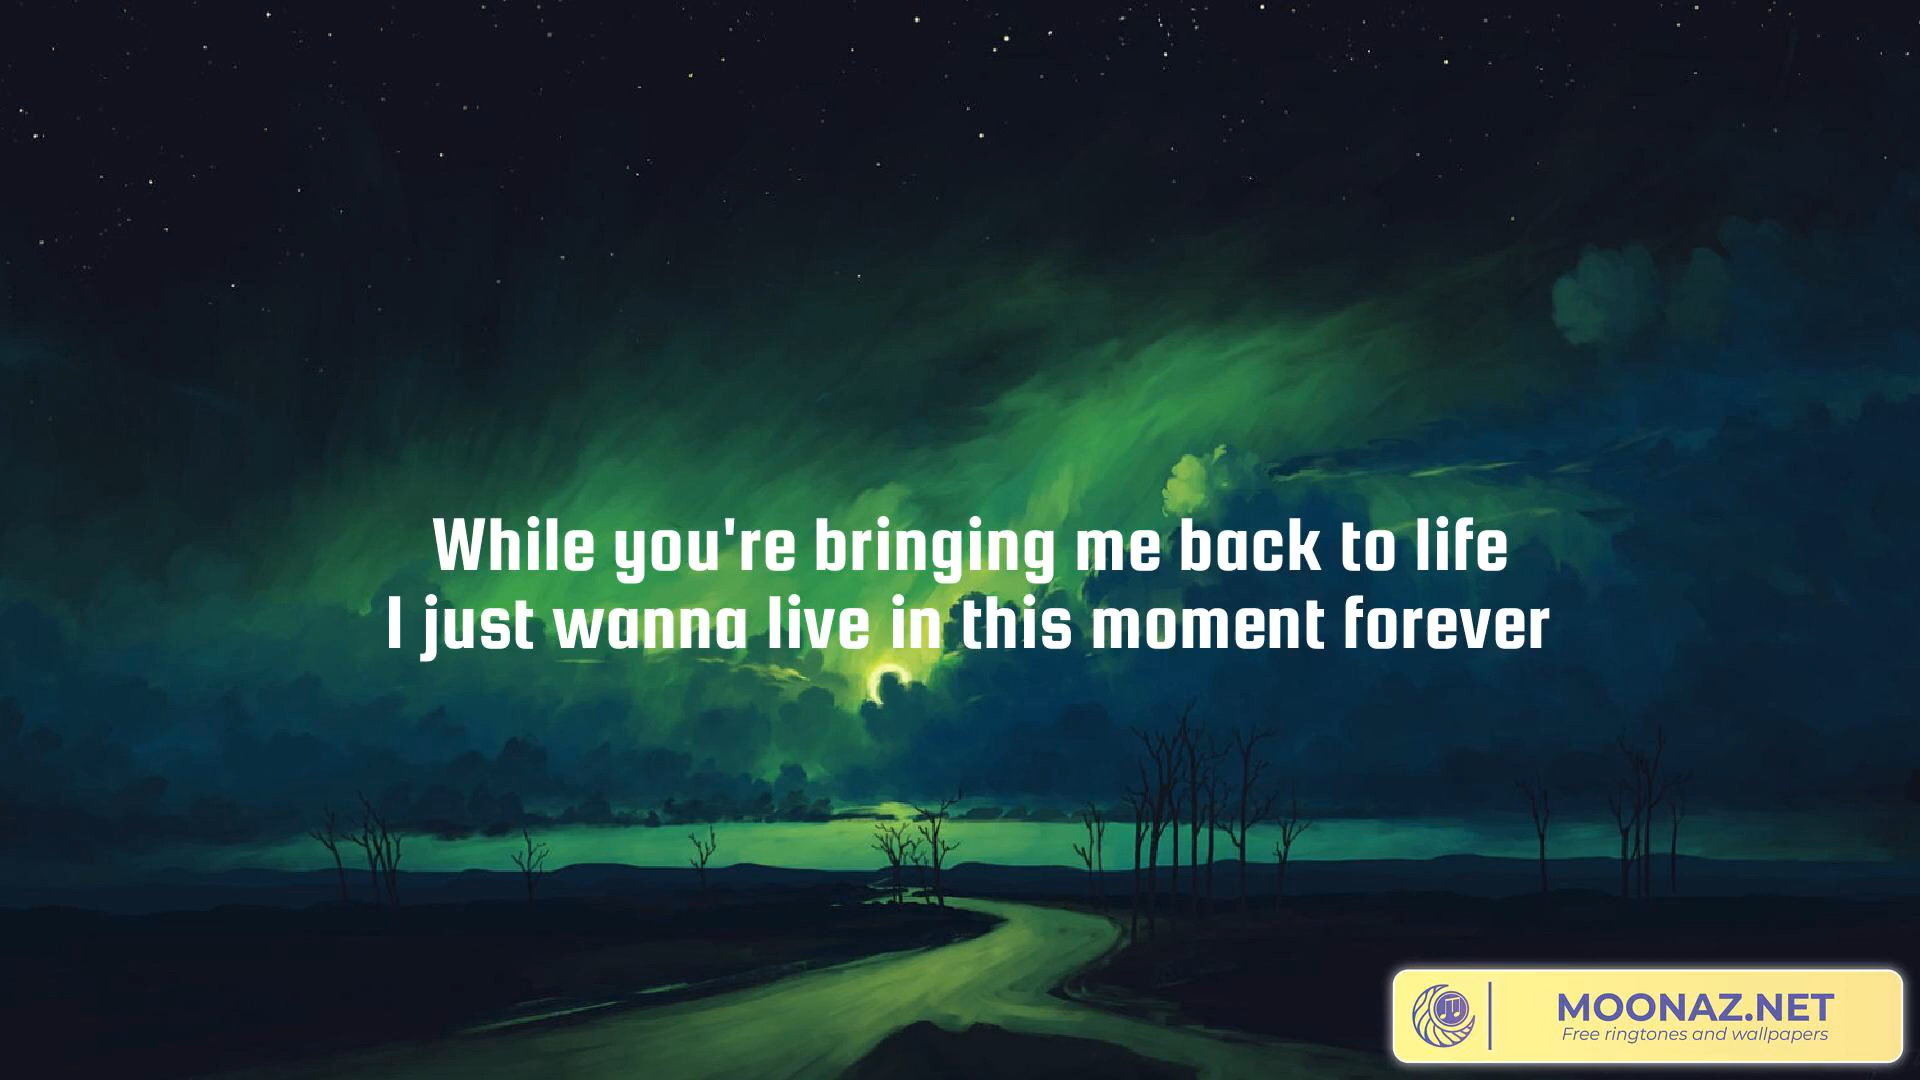 While you're bringing me back to life
I just wanna live in this moment forever
MOONAZ.NET
Free ringtones and wallpapers